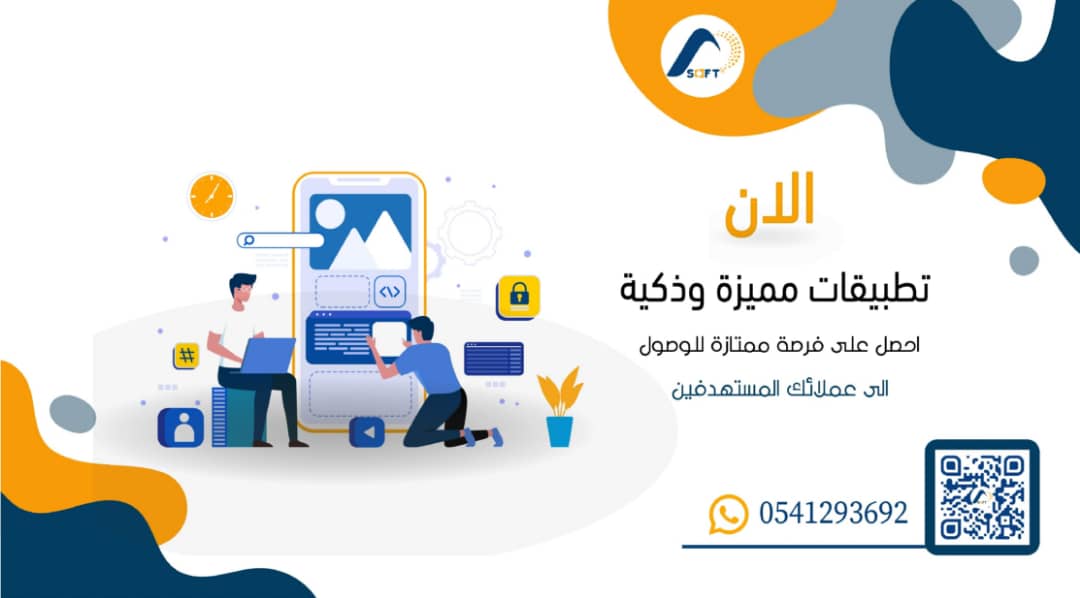 SOFT
الان
تطبيقات مميزة وذكية
احصل على فرصة ممتازة للوصول
الى عملائك المستهدفين
0541293692